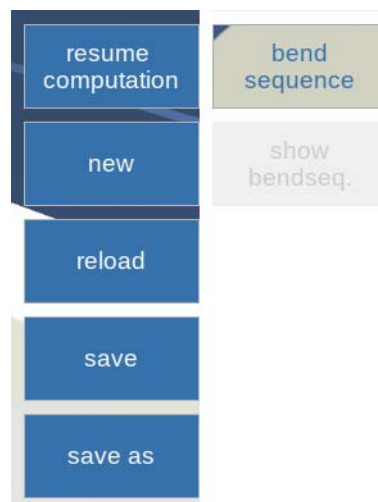 resume
computation
new
reload
save
save as
bend
sequence
show
bendseq.